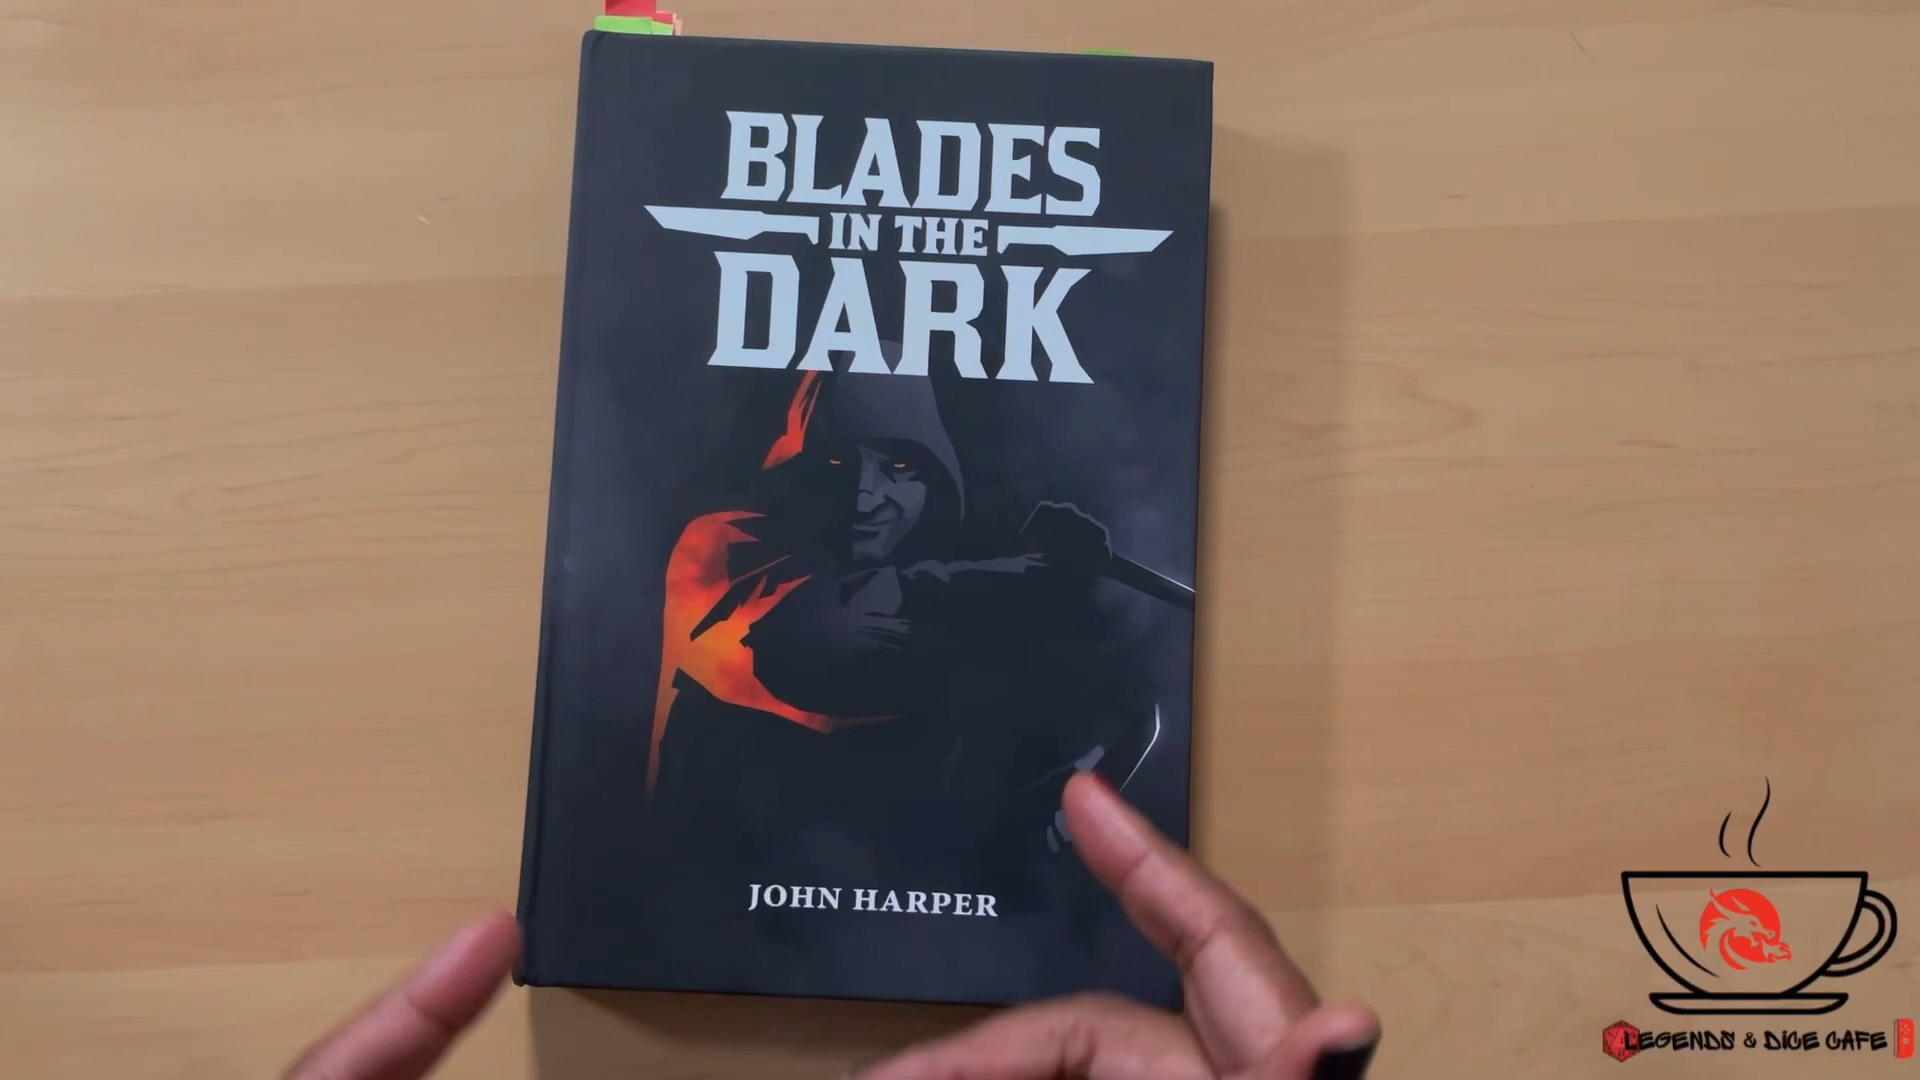 BLADES
IN THE
DARK
JOHN HARPER
LEGENDS & DICE CAFE